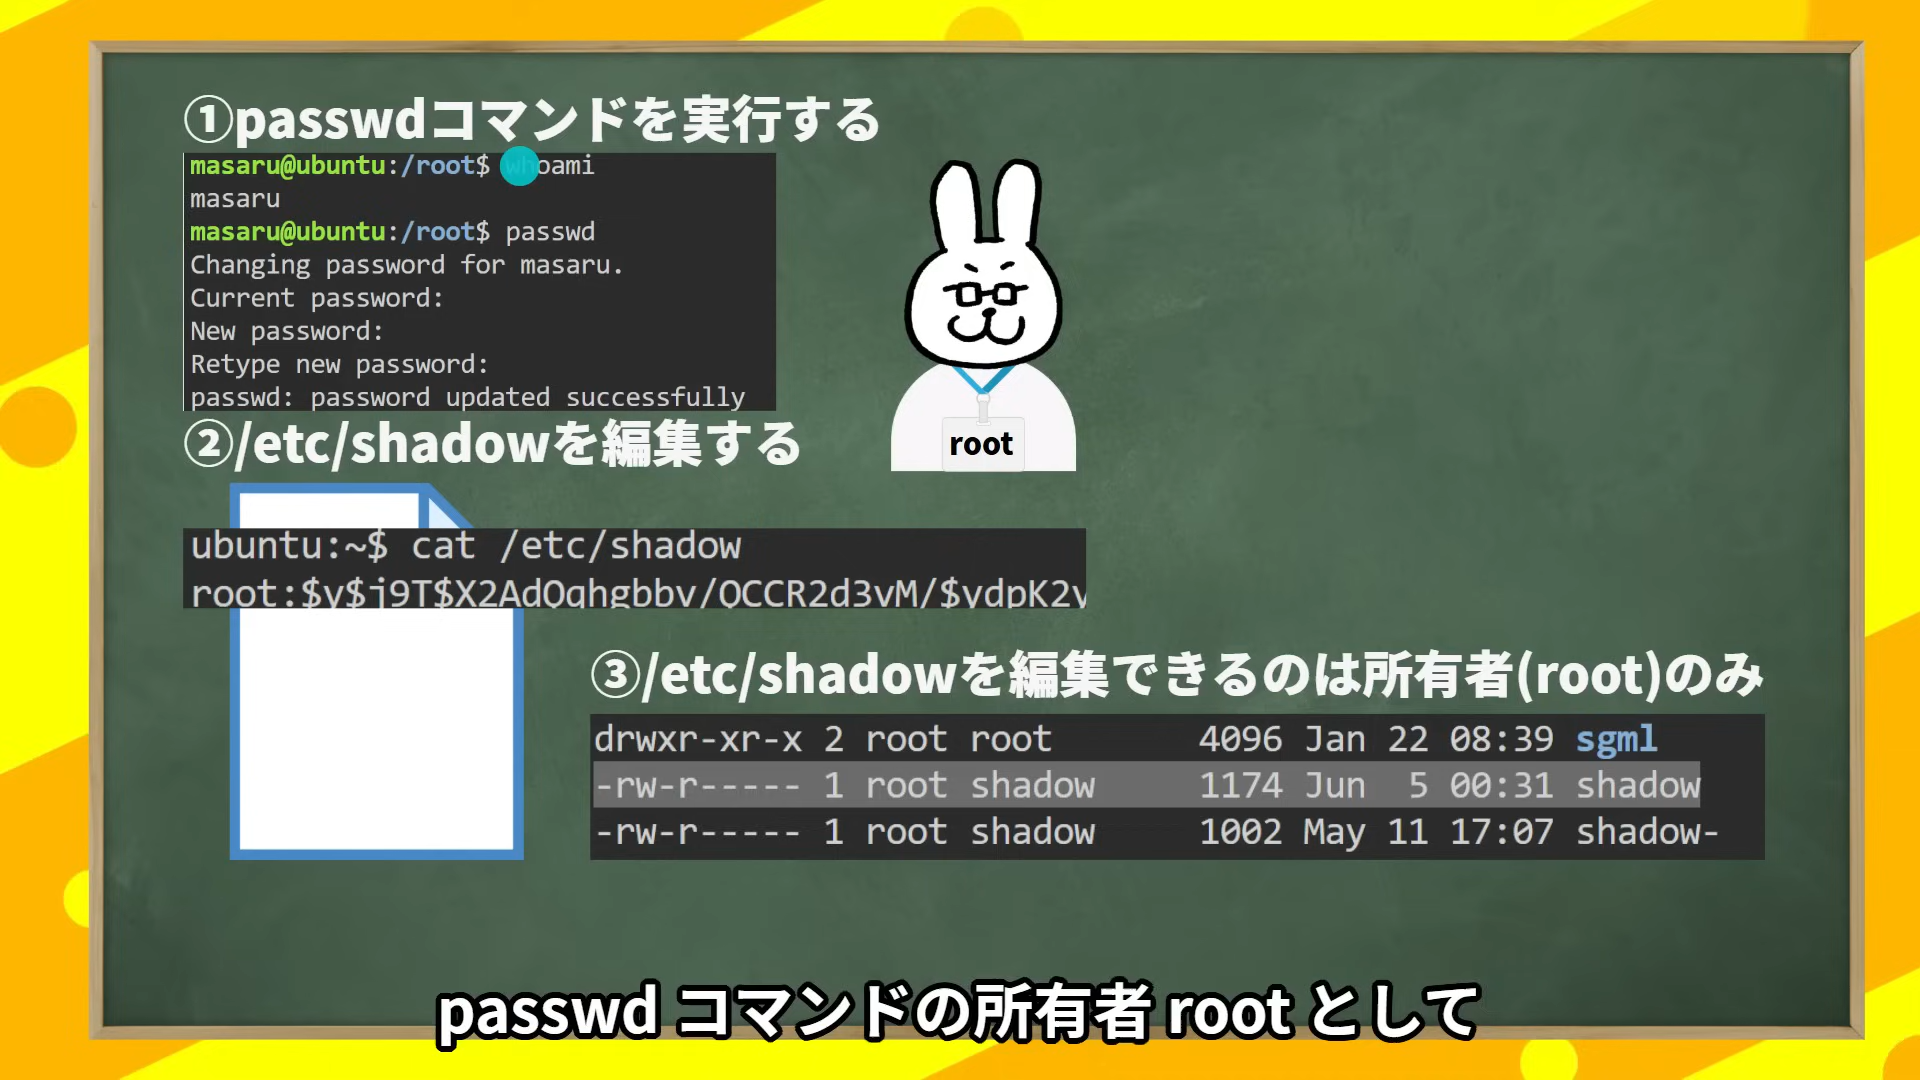 ①passwdコマンドを実行する
masaru@ubuntu:/root$ whoami
masaru
masaru@ubuntu:/root$ passwd
Changing password for masaru.
Current password:
New password:
Retype new password:
passwd: password updated successfully
root
②/etc/shadowを編集する
ubuntu:~$ cat /etc/shadow
③/etc/shadowを編集できるのは所有者(root)のみ
drwxr-xr-x 2 root root 4096 Jan 22 08:39 sgml
-rw-r----- 1 root shadow 1174 Jun 5 00:31 shadow
-rw-r----- 1 root shadow 1002 May 11 17:07 shadow-
passwd コマンドの所有者 root として